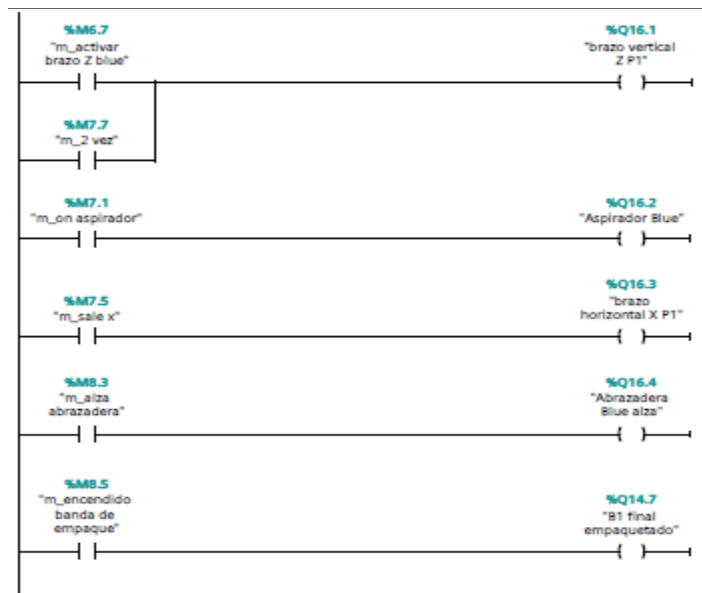 %M6.7
"m_activar
brazo Z blue"
%Q16.1
"brazo vertical
Z P1"
%M7.7
"m_2 vez"
%M7.1
"m_on aspirador"
%Q16.2
"Aspirador Blue"
%M7.5
"m_sale x"
%Q16.3
"brazo
horizontal X P1"
%M8.3
"m_alza
abrazadera"
%Q16.4
"Abrazadera
Blue alza"
%M8.5
"m_encendido
banda de
empaque"
%Q14.7
"B1 final
empaquetado"